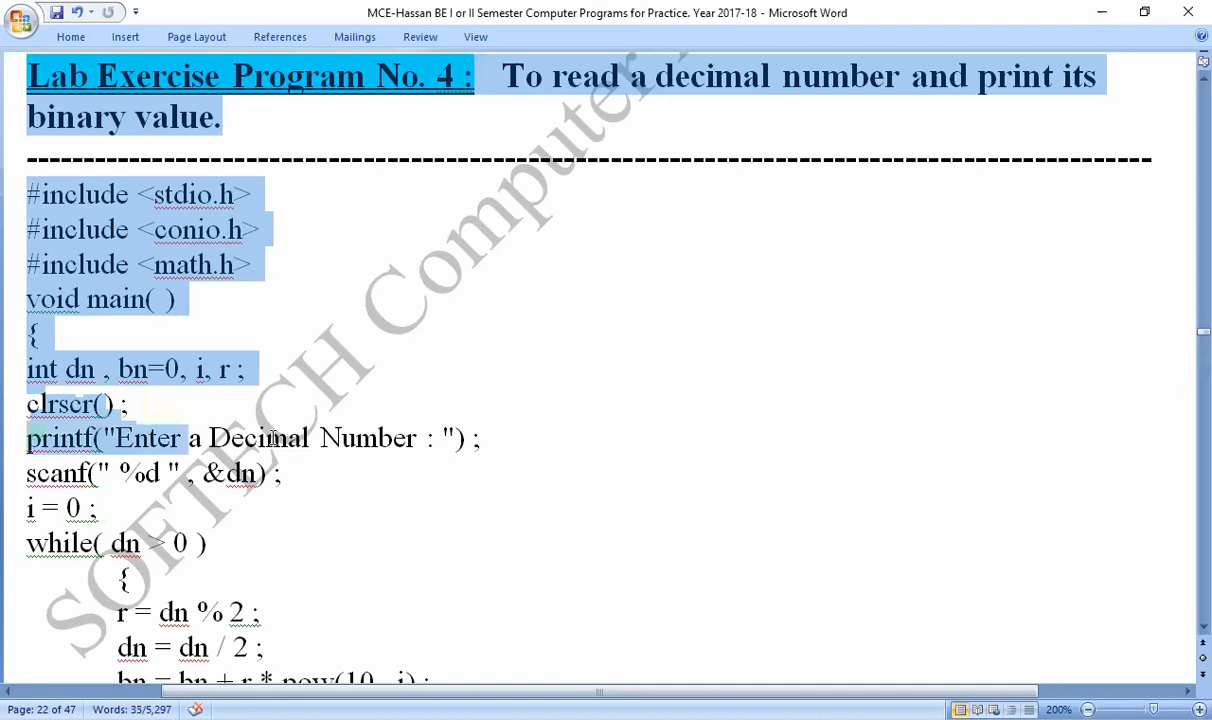 MCE-Hassan BE I or II Semester Computer Programs for Practice. Year 2017-18 - Microsoft Word
Home Insert Page Layout References Mailings Review View
Lab Exercise Program No. 4 : To read a decimal number and print its
binary value.
--------------------------------------------------------------------------------------------
#include <stdio.h>
#include <conio.h>
#include <math.h>
void main( )
{
int dn , bn=0, i, r ;
clrscr() ;
printf("Enter a Decimal Number : ") ;
scanf(" %d " , &dn) ;
i = 0 ;
while( dn > 0 )
{
r = dn % 2 ;
dn = dn / 2 ;
bn = bn + r * pow(10 , i) ;
SOFTECH Computer
Page: 22 of 47 Words: 35/5,297 200%